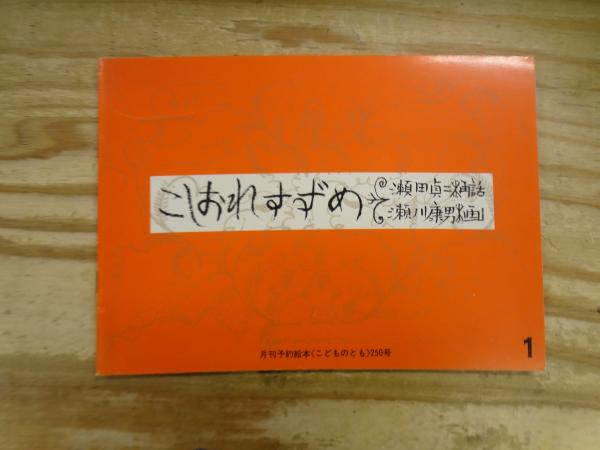 こしおれすずめ
瀬田貞二 再話
瀬川康男 画
月刊予約絵本〈こどものとも〉250号
1